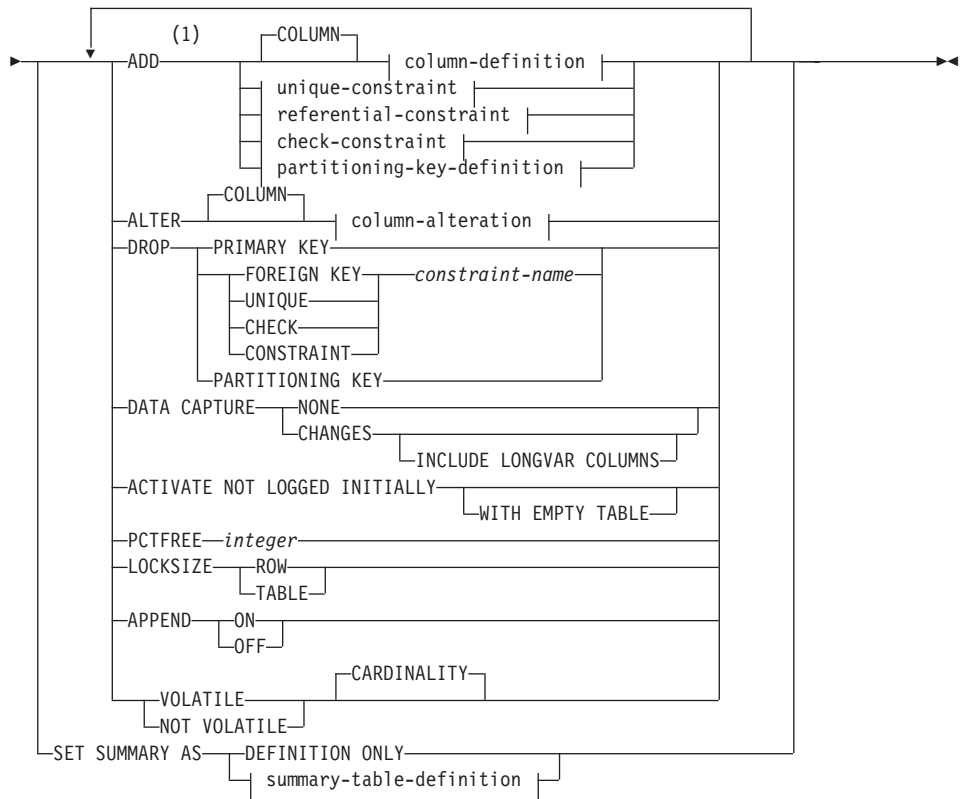 (1)
COLUMN
ADD
column-definition
unique-constraint
referential-constraint
check-constraint
partitioning-key-definition
COLUMN
ALTER
column-alteration
DROP PRIMARY KEY
FOREIGN KEY constraint-name
UNIQUE
CHECK
CONSTRAINT
PARTITIONING KEY
DATA CAPTURE NONE
CHANGES
INCLUDE LONGVAR COLUMNS
ACTIVATE NOT LOGGED INITIALLY
WITH EMPTY TABLE
PCTFREE integer
LOCKSIZE ROW
TABLE
APPEND ON
OFF
CARDINALITY
VOLATILE
NOT VOLATILE
SET SUMMARY AS DEFINITION ONLY
summary-table-definition